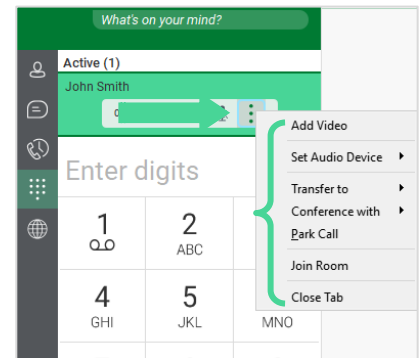 What's on your mind?
Active (1)
John Smith
Add Video
Set Audio Device
Transfer to
Conference with
Park Call
Join Room
Close Tab
Enter digits
1
2
ABC
4
5
GHI
JKL
MNO